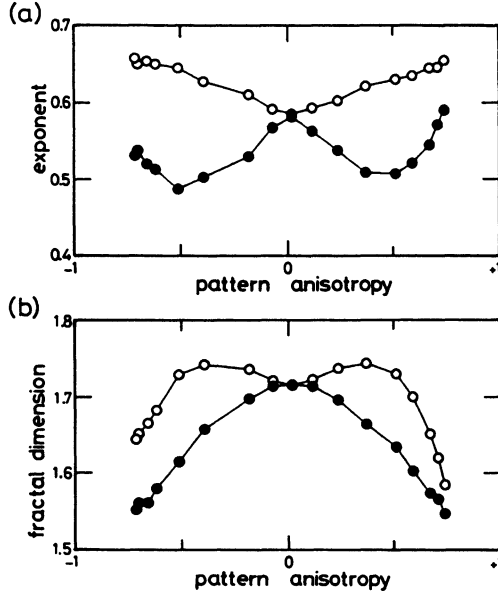 (a)
0.7
0.6
0.5
0.4
exponent
-1
0
+1
pattern anisotropy
(b)
1.8
1.7
1.6
1.5
fractal dimension
-1
0
+
pattern anisotropy